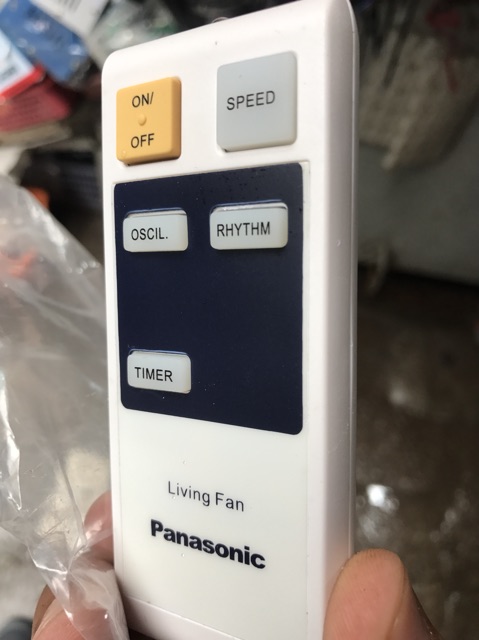 ON/
OFF
SPEED
OSCIL.
RHYTHM
TIMER
Living Fan
Panasonic